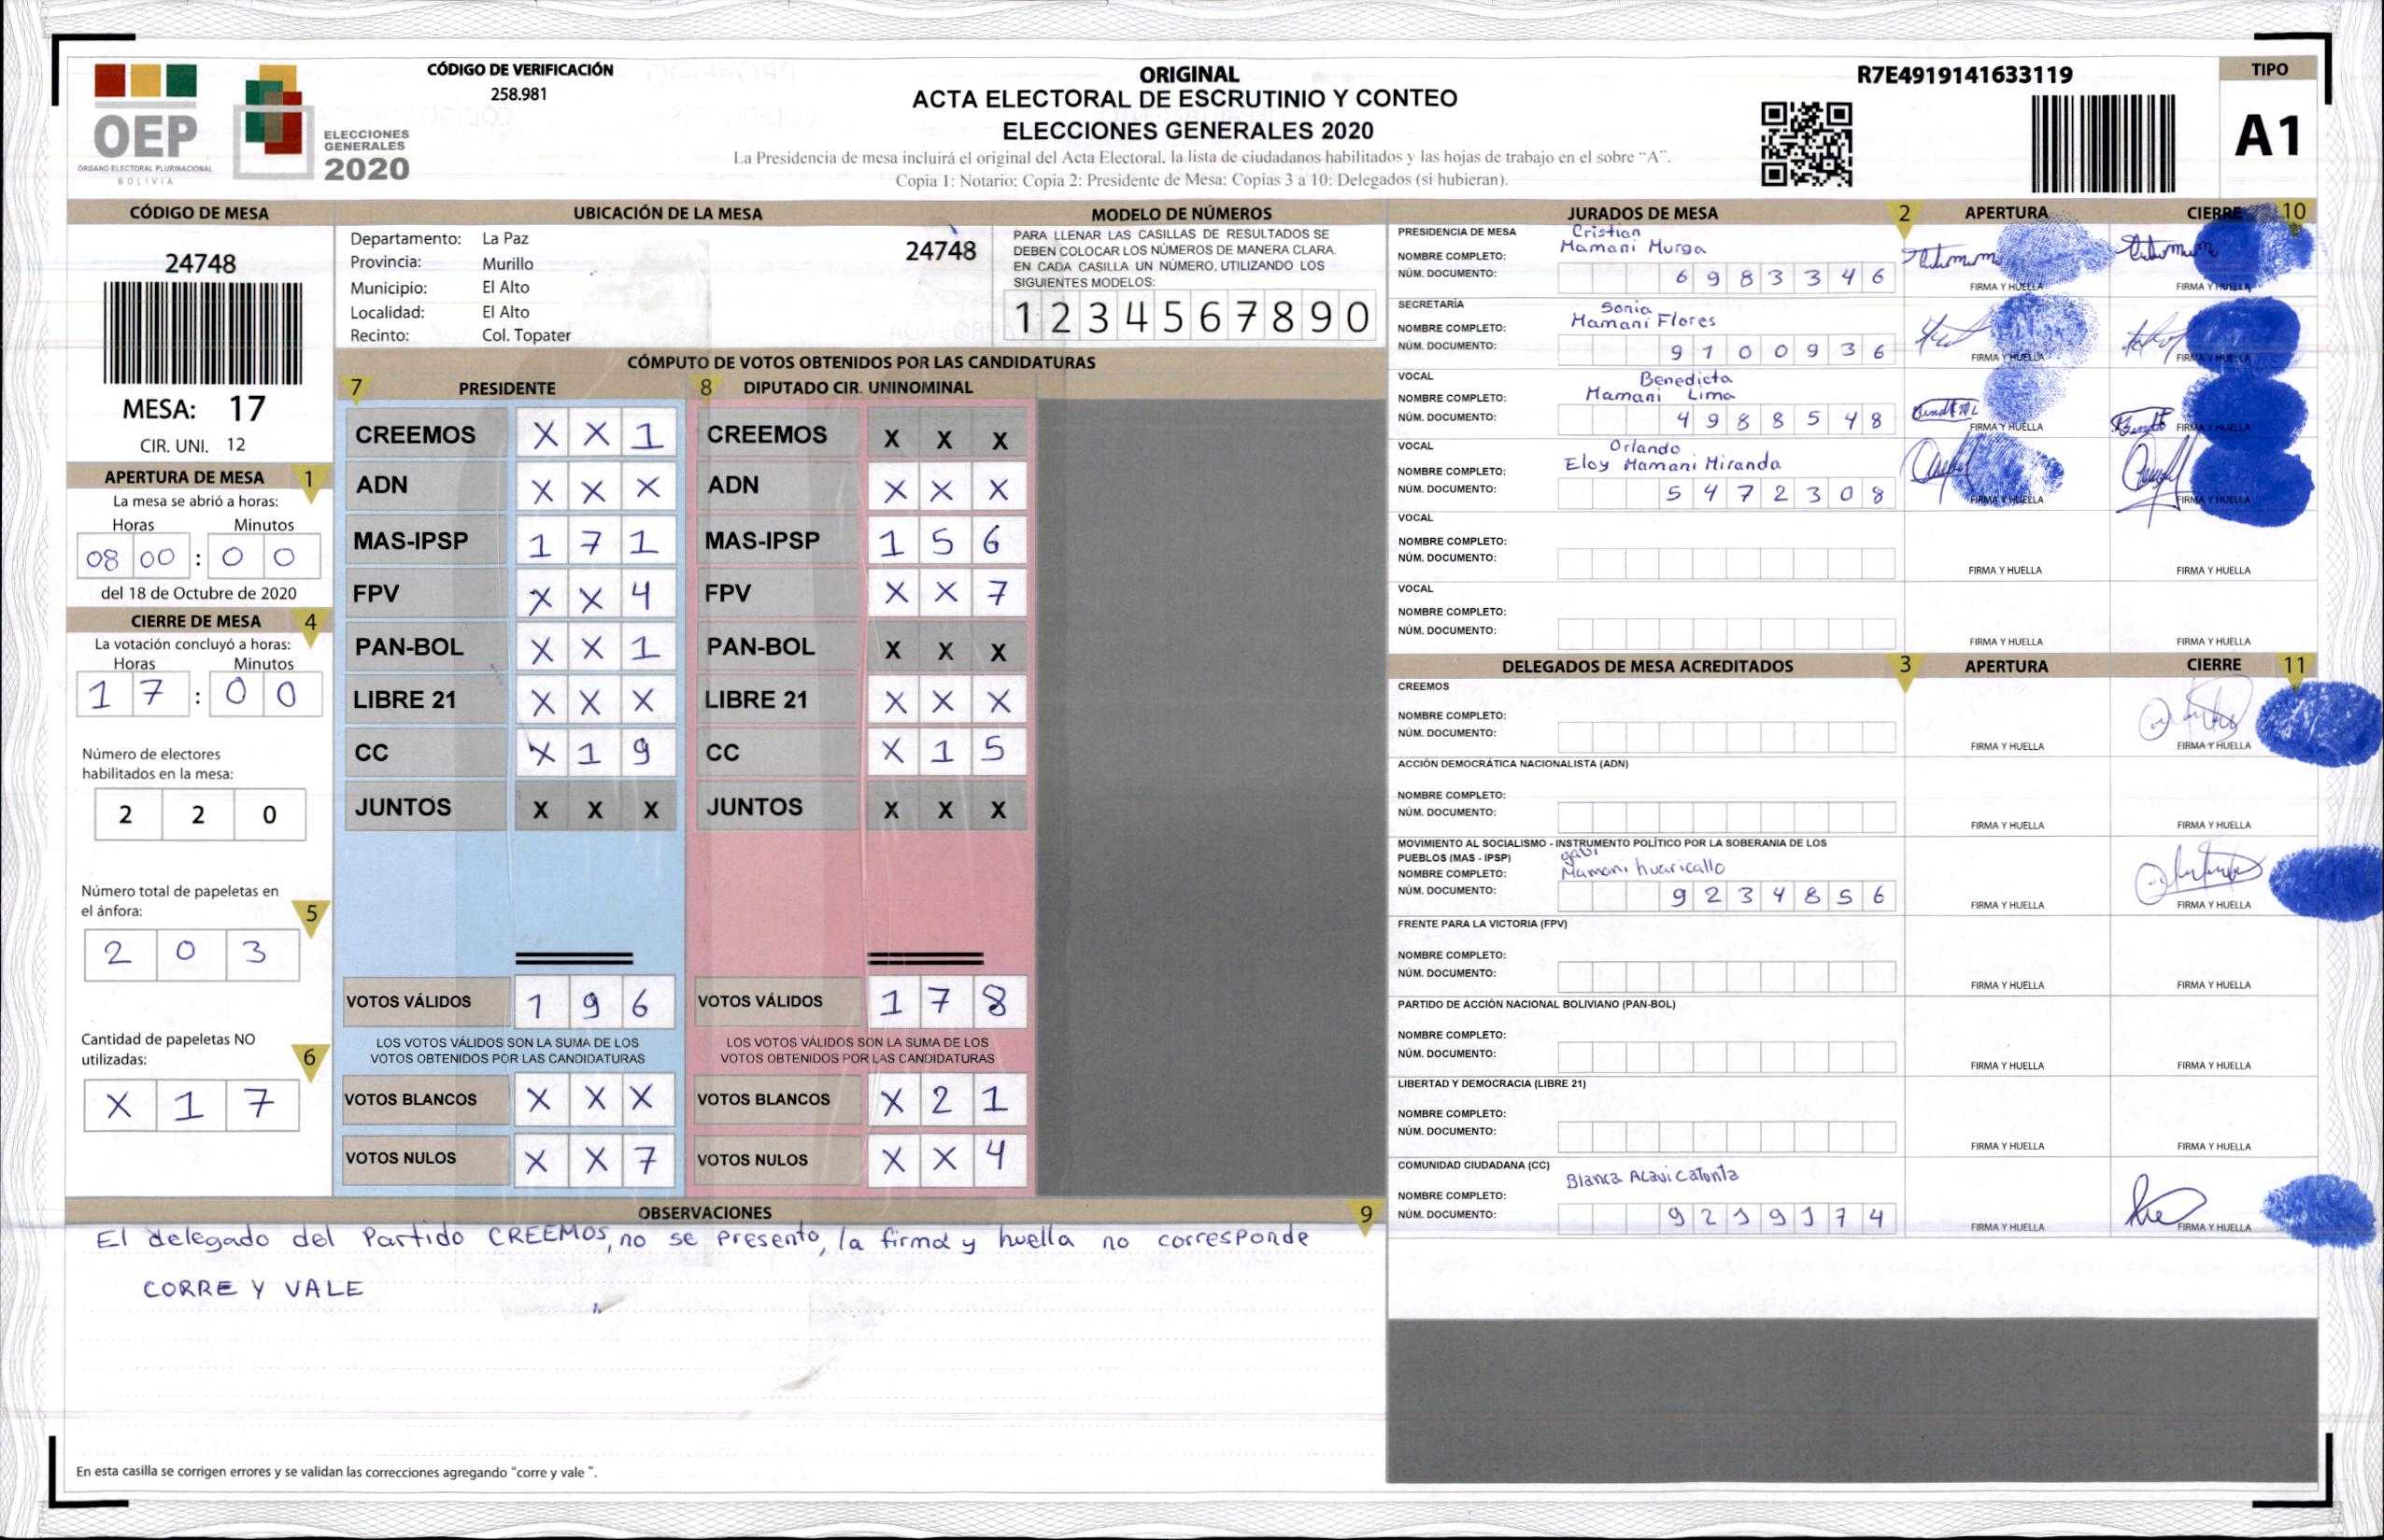 OEP
ÓRGANO ELECTORAL PLURINACIONAL
BOLIVIA
ELECCIONES
GENERALES
2020
CÓDIGO DE VERIFICACIÓN
258.981
ORIGINAL
ACTA ELECTORAL DE ESCRUTINIO Y CONTEO
ELECCIONES GENERALES 2020
La Presidencia de mesa incluirá el original del Acta Electoral, la lista de ciudadanos habilitados y las hojas de trabajo en el sobre "A".
Copia 1: Notario; Copia 2: Presidente de Mesa; Copias 3 a 10: Delegados (si hubieran).
R7E4919141633119
TIPO
A1
CÓDIGO DE MESA
24748
MESA: 17
CIR. UNI. 12
APERTURA DE MESA 1
La mesa se abrió a horas:
Horas Minutos
08 00 : 0 0
del 18 de Octubre de 2020
CIERRE DE MESA 4
La votación concluyó a horas:
Horas Minutos
1 7 : 0 0
Número de electores
habilitados en la mesa:
2 2 0
Número total de papeletas en
el ánfora: 5
2 0 3
Cantidad de papeletas NO
utilizadas: 6
X 1 7
UBICACIÓN DE LA MESA
Departamento: La Paz
24748
Provincia: Murillo
Municipio: El Alto
Localidad: El Alto
Recinto: Col. Topater
MODELO DE NÚMEROS
PARA LLENAR LAS CASILLAS DE RESULTADOS SE
DEBEN COLOCAR LOS NÚMEROS DE MANERA CLARA.
EN CADA CASILLA UN NÚMERO, UTILIZANDO LOS
SIGUIENTES MODELOS:
1 2 3 4 5 6 7 8 9 0
CÓMPUTO DE VOTOS OBTENIDOS POR LAS CANDIDATURAS
7 PRESIDENTE 8 DIPUTADO CIR. UNINOMINAL
CREEMOS X X 1 CREEMOS X X X
ADN X X X ADN X X X
MAS-IPSP 1 7 1 MAS-IPSP 1 5 6
FPV X X 4 FPV X X 7
PAN-BOL X X 1 PAN-BOL X X X
LIBRE 21 X X X LIBRE 21 X X X
CC X 1 9 CC X 1 5
JUNTOS X X X JUNTOS X X X
VOTOS VÁLIDOS 1 9 6 VOTOS VÁLIDOS 1 7 8
LOS VOTOS VÁLIDOS SON LA SUMA DE LOS LOS VOTOS VÁLIDOS SON LA SUMA DE LOS
VOTOS OBTENIDOS POR LAS CANDIDATURAS VOTOS OBTENIDOS POR LAS CANDIDATURAS
VOTOS BLANCOS X X X VOTOS BLANCOS X 2 1
VOTOS NULOS X X 7 VOTOS NULOS X X 4
OBSERVACIONES 9
El delegado del Partido CREEMOS, no se presento, la firma y huella no corresponde
CORRE Y VALE
En esta casilla se corrigen errores y se validan las correcciones agregando "corre y vale ".
JURADOS DE MESA 2 APERTURA CIERRE 10
PRESIDENCIA DE MESA Cristian
NOMBRE COMPLETO: Mamani Murga
NÚM. DOCUMENTO: 6 9 8 3 3 4 6
FIRMA Y HUELLA FIRMA Y HUELLA
SECRETARÍA Sonia
NOMBRE COMPLETO: Mamani Flores
NÚM. DOCUMENTO: 9 1 0 0 9 3 6
FIRMA Y HUELLA FIRMA Y HUELLA
VOCAL Benedicta
NOMBRE COMPLETO: Mamani Lima
NÚM. DOCUMENTO: 4 9 8 8 5 4 8
FIRMA Y HUELLA FIRMA Y HUELLA
VOCAL Orlando
NOMBRE COMPLETO: Eloy Mamani Miranda
NÚM. DOCUMENTO: 5 4 7 2 3 0 8
FIRMA Y HUELLA FIRMA Y HUELLA
VOCAL
NOMBRE COMPLETO:
NÚM. DOCUMENTO:
FIRMA Y HUELLA FIRMA Y HUELLA
VOCAL
NOMBRE COMPLETO:
NÚM. DOCUMENTO:
FIRMA Y HUELLA FIRMA Y HUELLA
DELEGADOS DE MESA ACREDITADOS 3 APERTURA CIERRE 11
CREEMOS
NOMBRE COMPLETO:
NÚM. DOCUMENTO:
FIRMA Y HUELLA FIRMA Y HUELLA
ACCIÓN DEMOCRÁTICA NACIONALISTA (ADN)
NOMBRE COMPLETO:
NÚM. DOCUMENTO:
FIRMA Y HUELLA FIRMA Y HUELLA
MOVIMIENTO AL SOCIALISMO - INSTRUMENTO POLÍTICO POR LA SOBERANIA DE LOS
PUEBLOS (MAS - IPSP) gabi
NOMBRE COMPLETO: Mamani huaricallo
NÚM. DOCUMENTO: 9 2 3 4 8 5 6
FIRMA Y HUELLA FIRMA Y HUELLA
FRENTE PARA LA VICTORIA (FPV)
NOMBRE COMPLETO:
NÚM. DOCUMENTO:
FIRMA Y HUELLA FIRMA Y HUELLA
PARTIDO DE ACCIÓN NACIONAL BOLIVIANO (PAN-BOL)
NOMBRE COMPLETO:
NÚM. DOCUMENTO:
FIRMA Y HUELLA FIRMA Y HUELLA
LIBERTAD Y DEMOCRACIA (LIBRE 21)
NOMBRE COMPLETO:
NÚM. DOCUMENTO:
FIRMA Y HUELLA FIRMA Y HUELLA
COMUNIDAD CIUDADANA (CC) Blanca Alavi Catunta
NOMBRE COMPLETO:
NÚM. DOCUMENTO: 9 2 1 9 1 7 4
FIRMA Y HUELLA FIRMA Y HUELLA